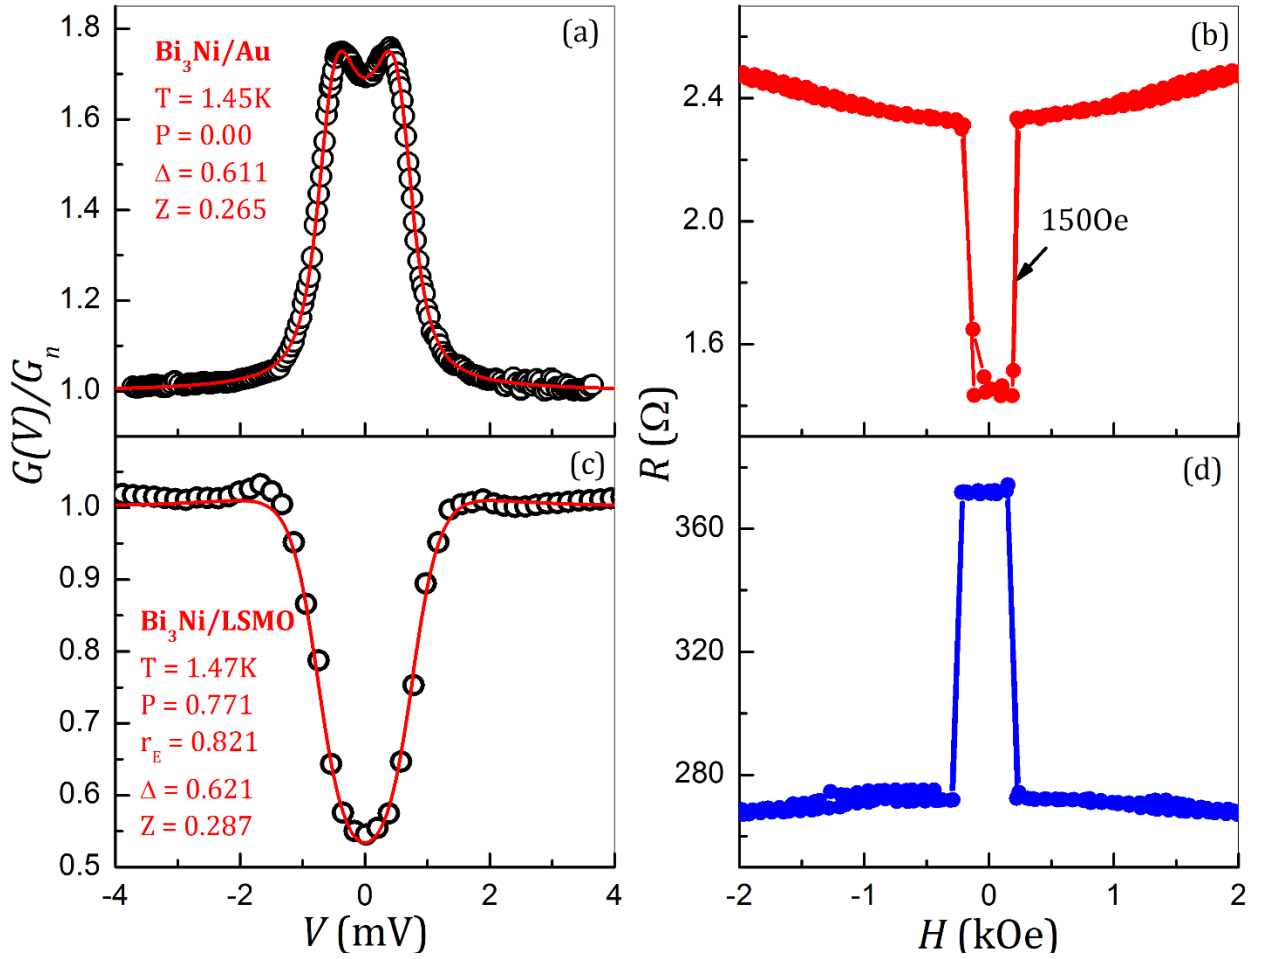 (a)
Bi₃Ni/Au
T = 1.45K
P = 0.00
Δ = 0.611
Z = 0.265
1.8
1.6
1.4
1.2
1.0
G(V)/Gₙ
(b)
2.4
2.0
1.6
150Oe
R (Ω)
(c)
1.0
0.9
0.8
0.7
0.6
0.5
Bi₃Ni/LSMO
T = 1.47K
P = 0.771
r_E = 0.821
Δ = 0.621
Z = 0.287
-4 -2 0 2 4
V (mV)
(d)
360
320
280
-2 -1 0 1 2
H (kOe)